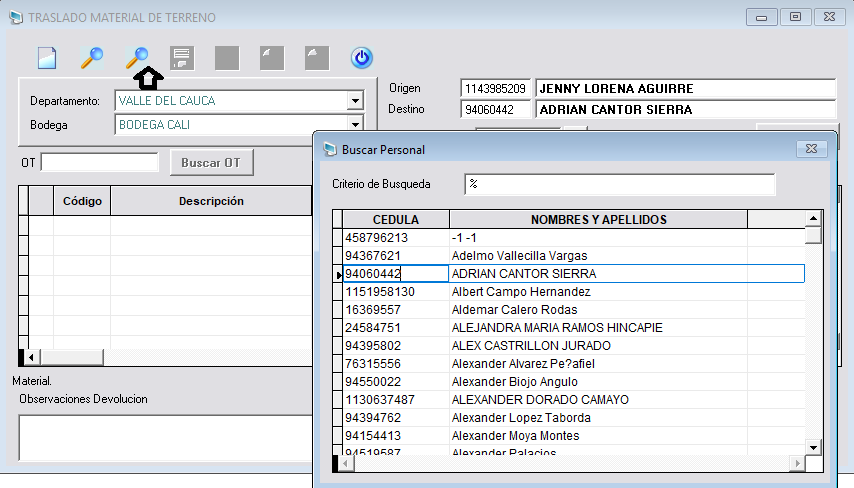 TRASLADO MATERIAL DE TERRENO
Departamento: VALLE DEL CAUCA
Bodega BODEGA CALI
Origen 1143985209 JENNY LORENA AGUIRRE
Destino 94060442 ADRIAN CANTOR SIERRA
OT Buscar OT
Código Descripción
Material.
Observaciones Devolucion
Buscar Personal
Criterio de Busqueda %
CEDULA NOMBRES Y APELLIDOS
458796213 -1 -1
94367621 Adelmo Vallecilla Vargas
94060442 ADRIAN CANTOR SIERRA
1151958130 Albert Campo Hernandez
16369557 Aldemar Calero Rodas
24584751 ALEJANDRA MARIA RAMOS HINCAPIE
94395802 ALEX CASTRILLON JURADO
76315556 Alexander Alvarez Pe?afiel
94550022 Alexander Biojo Angulo
1130637487 ALEXANDER DORADO CAMAYO
94394762 Alexander Lopez Taborda
94154413 Alexander Moya Montes
94519587 Alexander Palacios